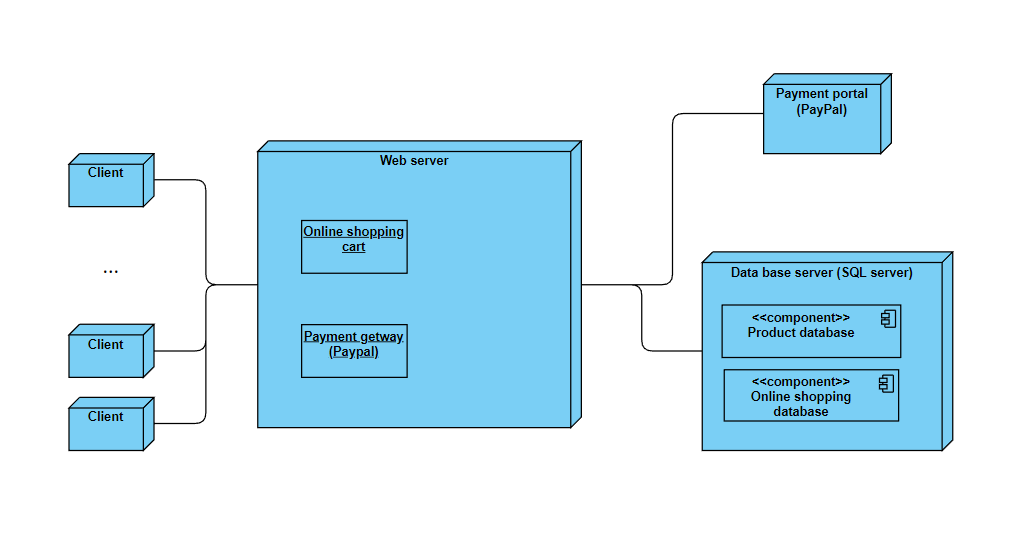 Client
...
Client
Client
Web server
Online shopping
cart
Payment getway
(Paypal)
Payment portal
(PayPal)
Data base server (SQL server)
<<component>>
Product database
<<component>>
Online shopping
database